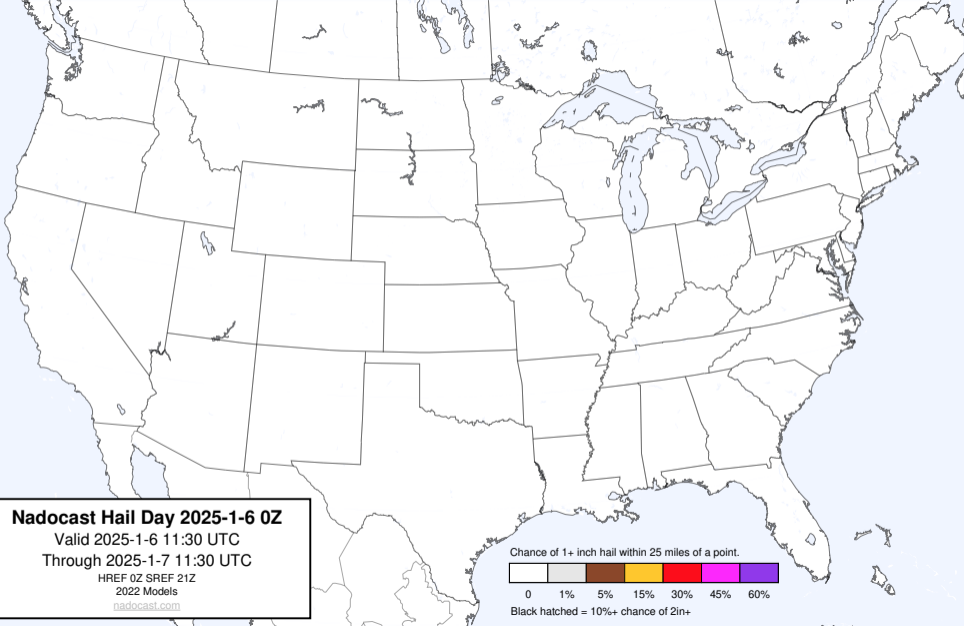 Nadocast Hail Day 2025-1-6 0Z
Valid 2025-1-6 11:30 UTC
Through 2025-1-7 11:30 UTC
HREF 0Z SREF 21Z
2022 Models
nadocast.com
Chance of 1+ inch hail within 25 miles of a point.
0 1% 5% 15% 30% 45% 60%
Black hatched = 10%+ chance of 2in+